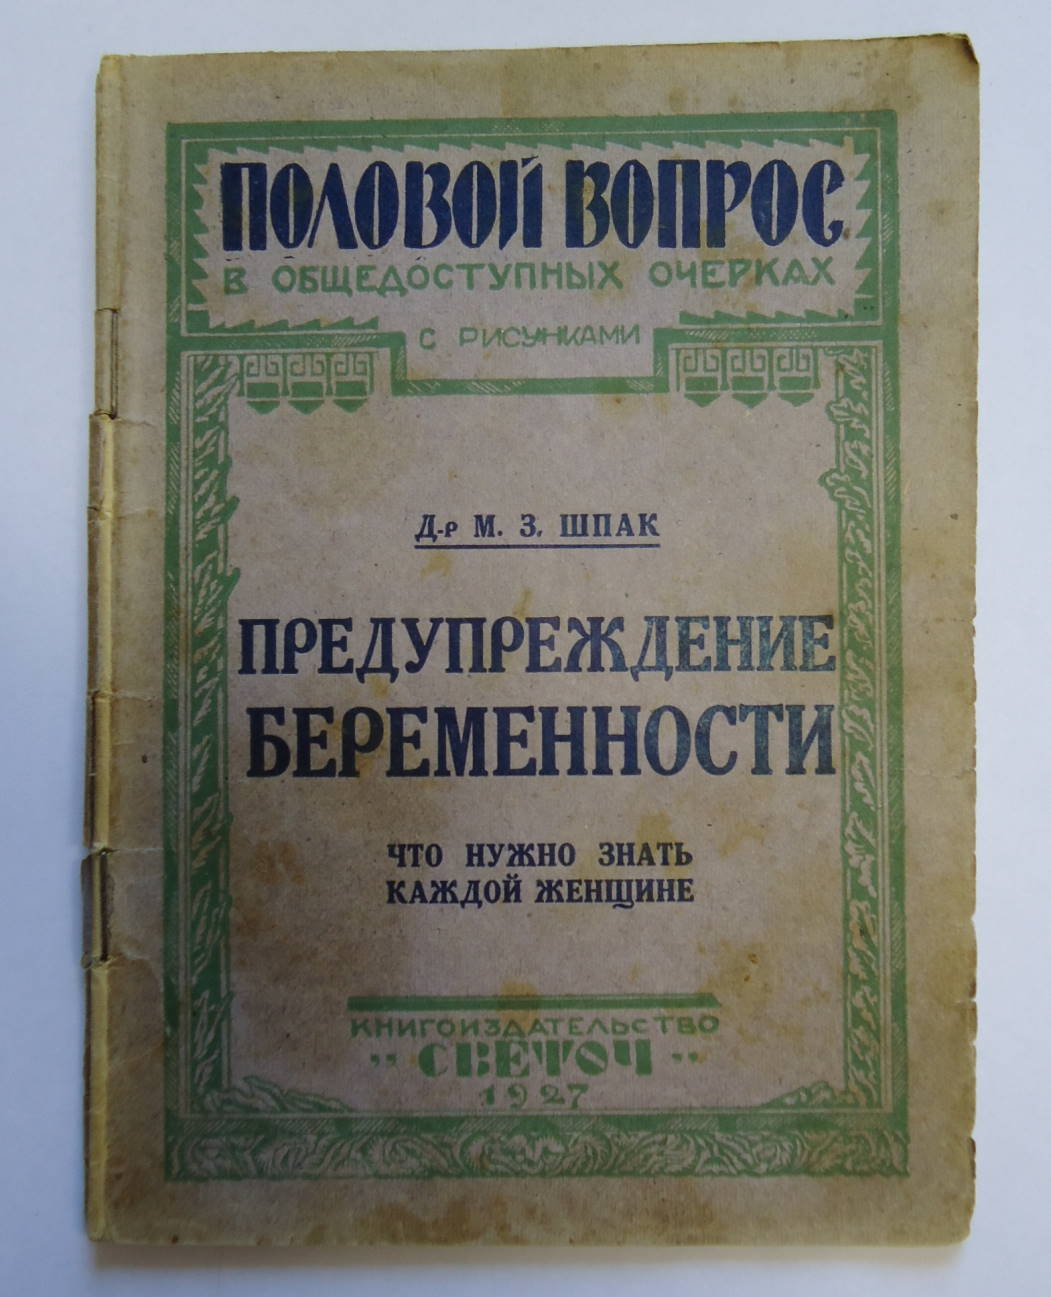 ПОЛОВОЙ ВОПРОС
В ОБЩЕДОСТУПНЫХ ОЧЕРКАХ
С РИСУНКАМИ
Д-р М. З. ШПАК
ПРЕДУПРЕЖДЕНИЕ
БЕРЕМЕННОСТИ
ЧТО НУЖНО ЗНАТЬ
КАЖДОЙ ЖЕНЩИНЕ
КНИГОИЗДАТЕЛЬСТВО
„СВЕТОЧ"
1927